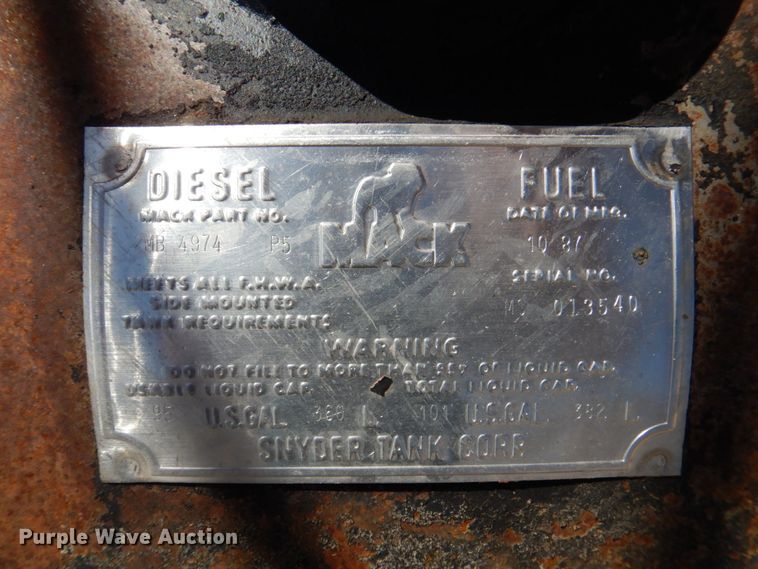 DIESEL
MACK
FUEL
MACK PART NO.
DATE OF MFG.
MB 4974 P5
10 87
MEETS ALL F.H.W.A.
SIDE MOUNTED
TANK REQUIREMENTS
SERIAL NO.
013540
WARNING
DO NOT FILL TO MORE THAN 95% OF LIQUID CAP.
USABLE LIQUID CAP. TOTAL LIQUID CAP.
95 U.S.GAL. L. 101 U.S.GAL. 382 L.
SNYDER TANK CORP
Purple Wave Auction